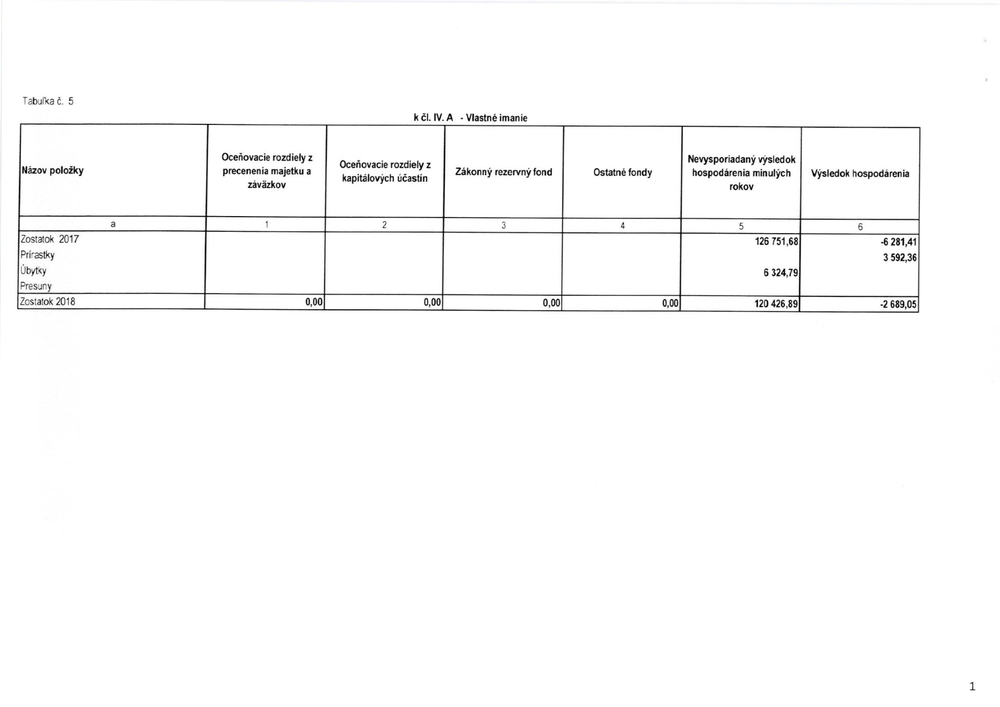 Tabuľka č. 5
k čl. IV. A - Vlastné imanie
Názov položky
Oceňovacie rozdiely z
precenenia majetku a
záväzkov
Oceňovacie rozdiely z
kapitálových účastín
Zákonný rezervný fond
Ostatné fondy
Nevysporiadaný výsledok
hospodárenia minulých
rokov
Výsledok hospodárenia
a 1 2 3 4 5 6
Zostatok 2017 126 751,68 -6 281,41
Prírastky 3 592,36
Úbytky 6 324,79
Presuny
Zostatok 2018 0,00 0,00 0,00 0,00 120 426,89 -2 689,05
1